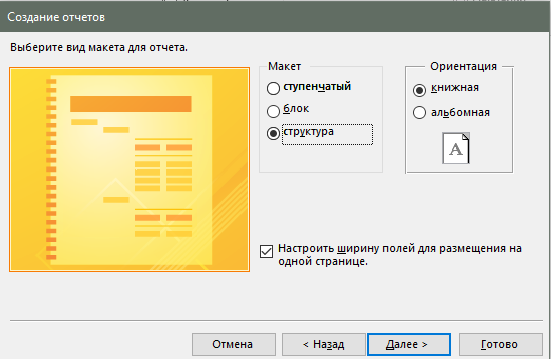 Создание отчетов
Выберите вид макета для отчета.
Макет
ступенчатый
блок
структура
Ориентация
книжная
альбомная
A
Настроить ширину полей для размещения на
одной странице.
Отмена
< Назад
Далее >
Готово